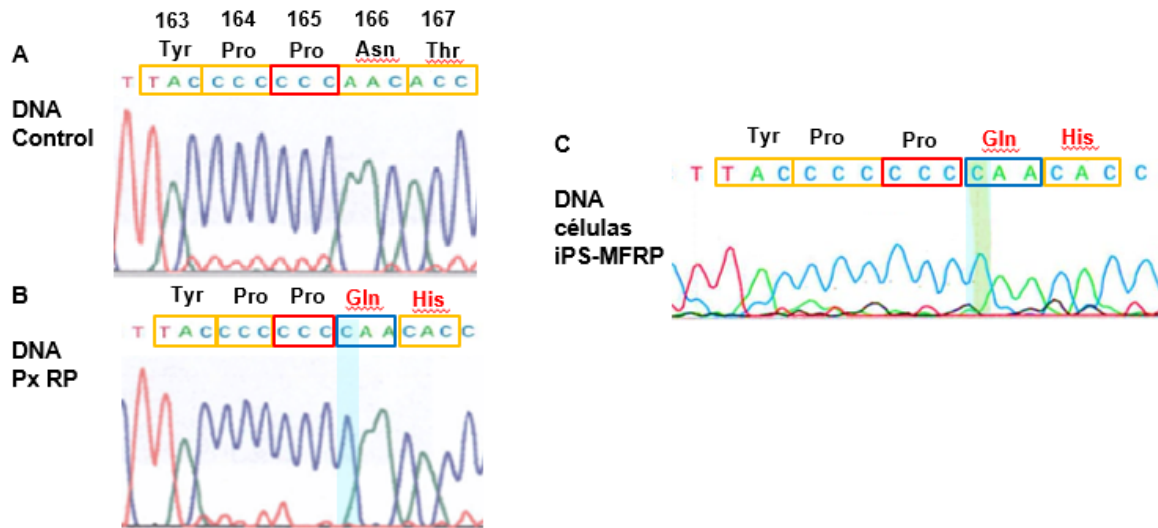 163 164 165 166 167
A Tyr Pro Pro Asn Thr
T T A C C C C C C C A A C A C C
DNA
Control
B Tyr Pro Pro Gln His
T T A C C C C C C C C A A C A C C
DNA
Px RP
C Tyr Pro Pro Gln His
T T A C C C C C C C C A A C A C C
DNA
células
iPS-MFRP